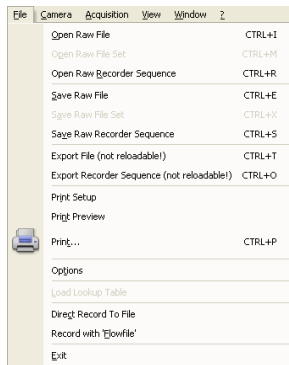 File Camera Acquisition View Window ?
Open Raw File CTRL+I
Open Raw File Set CTRL+M
Open Raw Recorder Sequence CTRL+R
Save Raw File CTRL+E
Save Raw File Set CTRL+X
Save Raw Recorder Sequence CTRL+S
Export File (not reloadable!) CTRL+T
Export Recorder Sequence (not reloadable!) CTRL+O
Print Setup
Print Preview
Print... CTRL+P
Options
Load Lookup Table
Direct Record To File
Record with 'Flowfile'
Exit